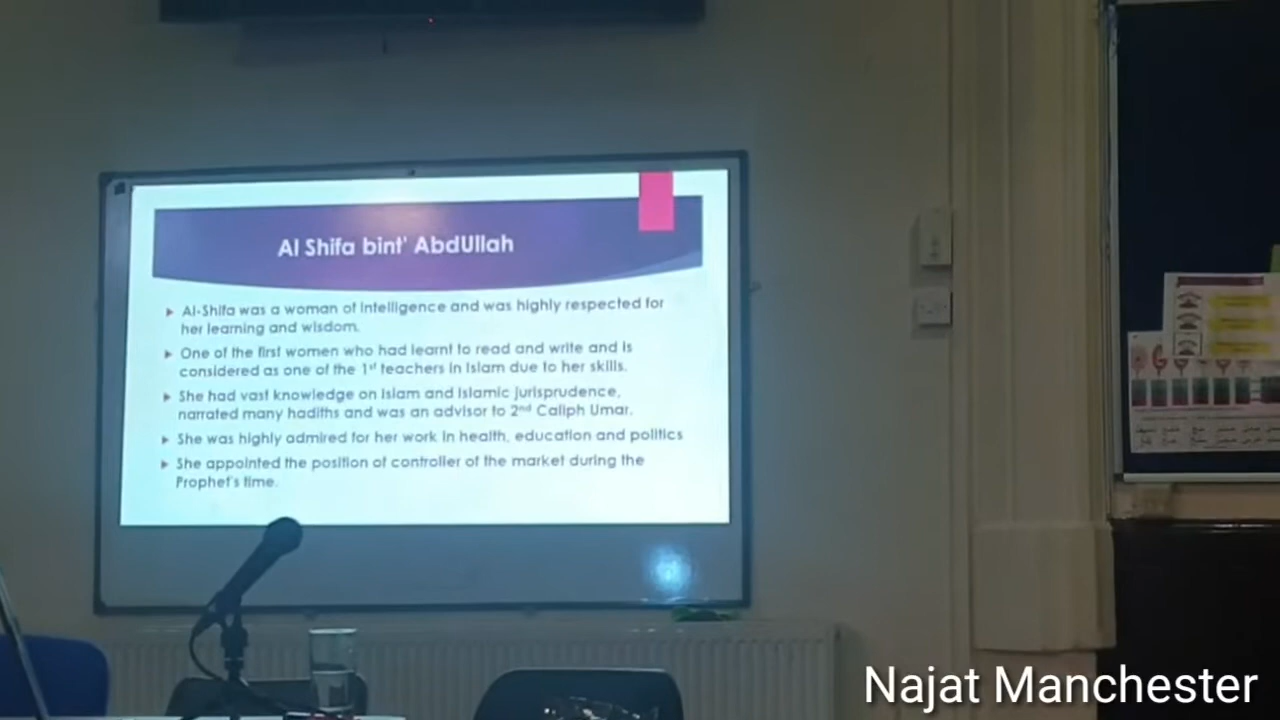 Al Shifa bint' AbdUllah
Al-Shifa was a woman of intelligence and was highly respected for
her learning and wisdom.
One of the first women who had learnt to read and write and is
considered as one of the 1st teachers in Islam due to her skills.
She had vast knowledge on Islam and Islamic jurisprudence,
narrated many hadiths and was an advisor to 2nd Caliph Umar.
She was highly admired for her work in health, education and politics
She appointed the position of controller of the market during the
Prophet's time.
Najat Manchester